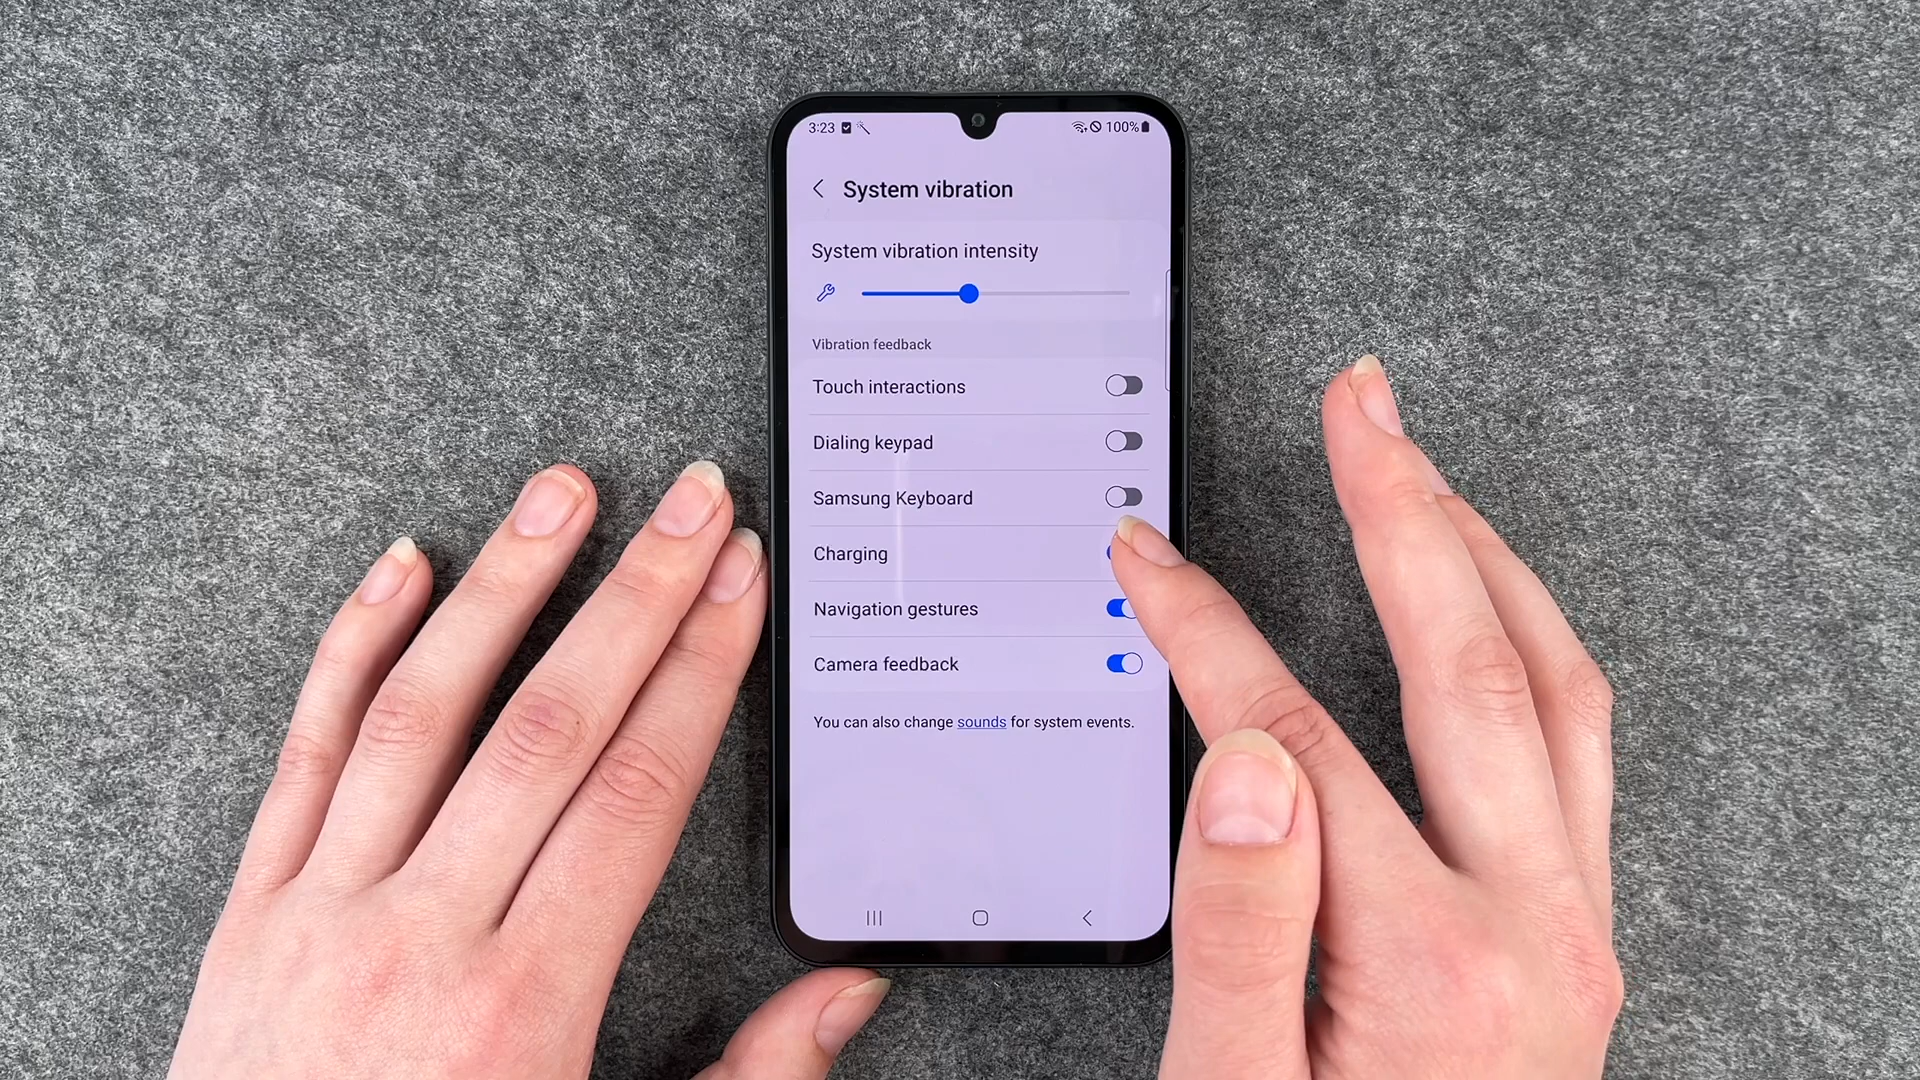 3:23
100%
System vibration
System vibration intensity
Vibration feedback
Touch interactions
Dialing keypad
Samsung Keyboard
Charging
Navigation gestures
Camera feedback
You can also change sounds for system events.